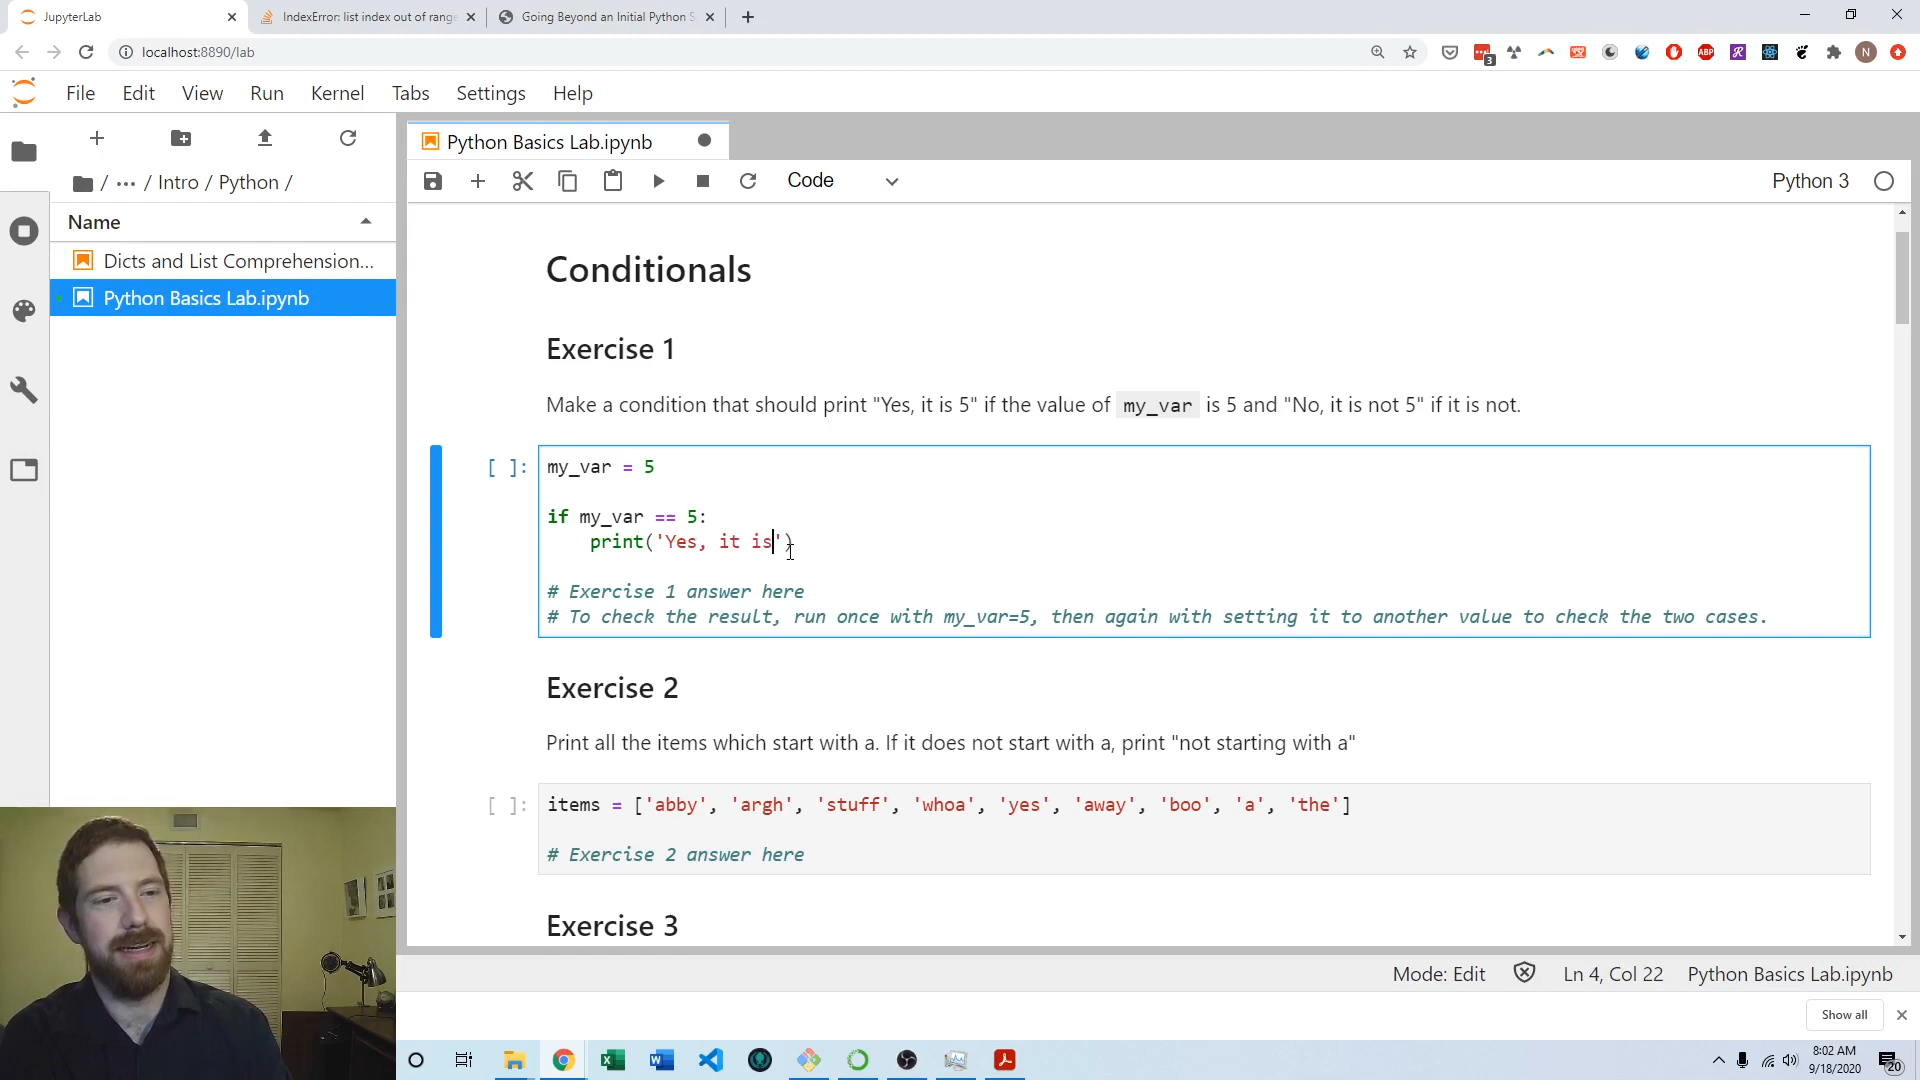 JupyterLab
IndexError: list index out of range
Going Beyond an Initial Python S
localhost:8890/lab
3
ABP
N
File Edit View Run Kernel Tabs Settings Help
Python Basics Lab.ipynb
/ ··· / Intro / Python /
Code
Python 3
Name
Dicts and List Comprehension...
Python Basics Lab.ipynb
Conditionals
Exercise 1
Make a condition that should print "Yes, it is 5" if the value of my_var is 5 and "No, it is not 5" if it is not.
[ ]:
my_var = 5
if my_var == 5:
print('Yes, it is')
# Exercise 1 answer here
# To check the result, run once with my_var=5, then again with setting it to another value to check the two cases.
Exercise 2
Print all the items which start with a. If it does not start with a, print "not starting with a"
[ ]:
items = ['abby', 'argh', 'stuff', 'whoa', 'yes', 'away', 'boo', 'a', 'the']
# Exercise 2 answer here
Exercise 3
Mode: Edit
Ln 4, Col 22
Python Basics Lab.ipynb
Show all
8:02 AM
9/18/2020
20